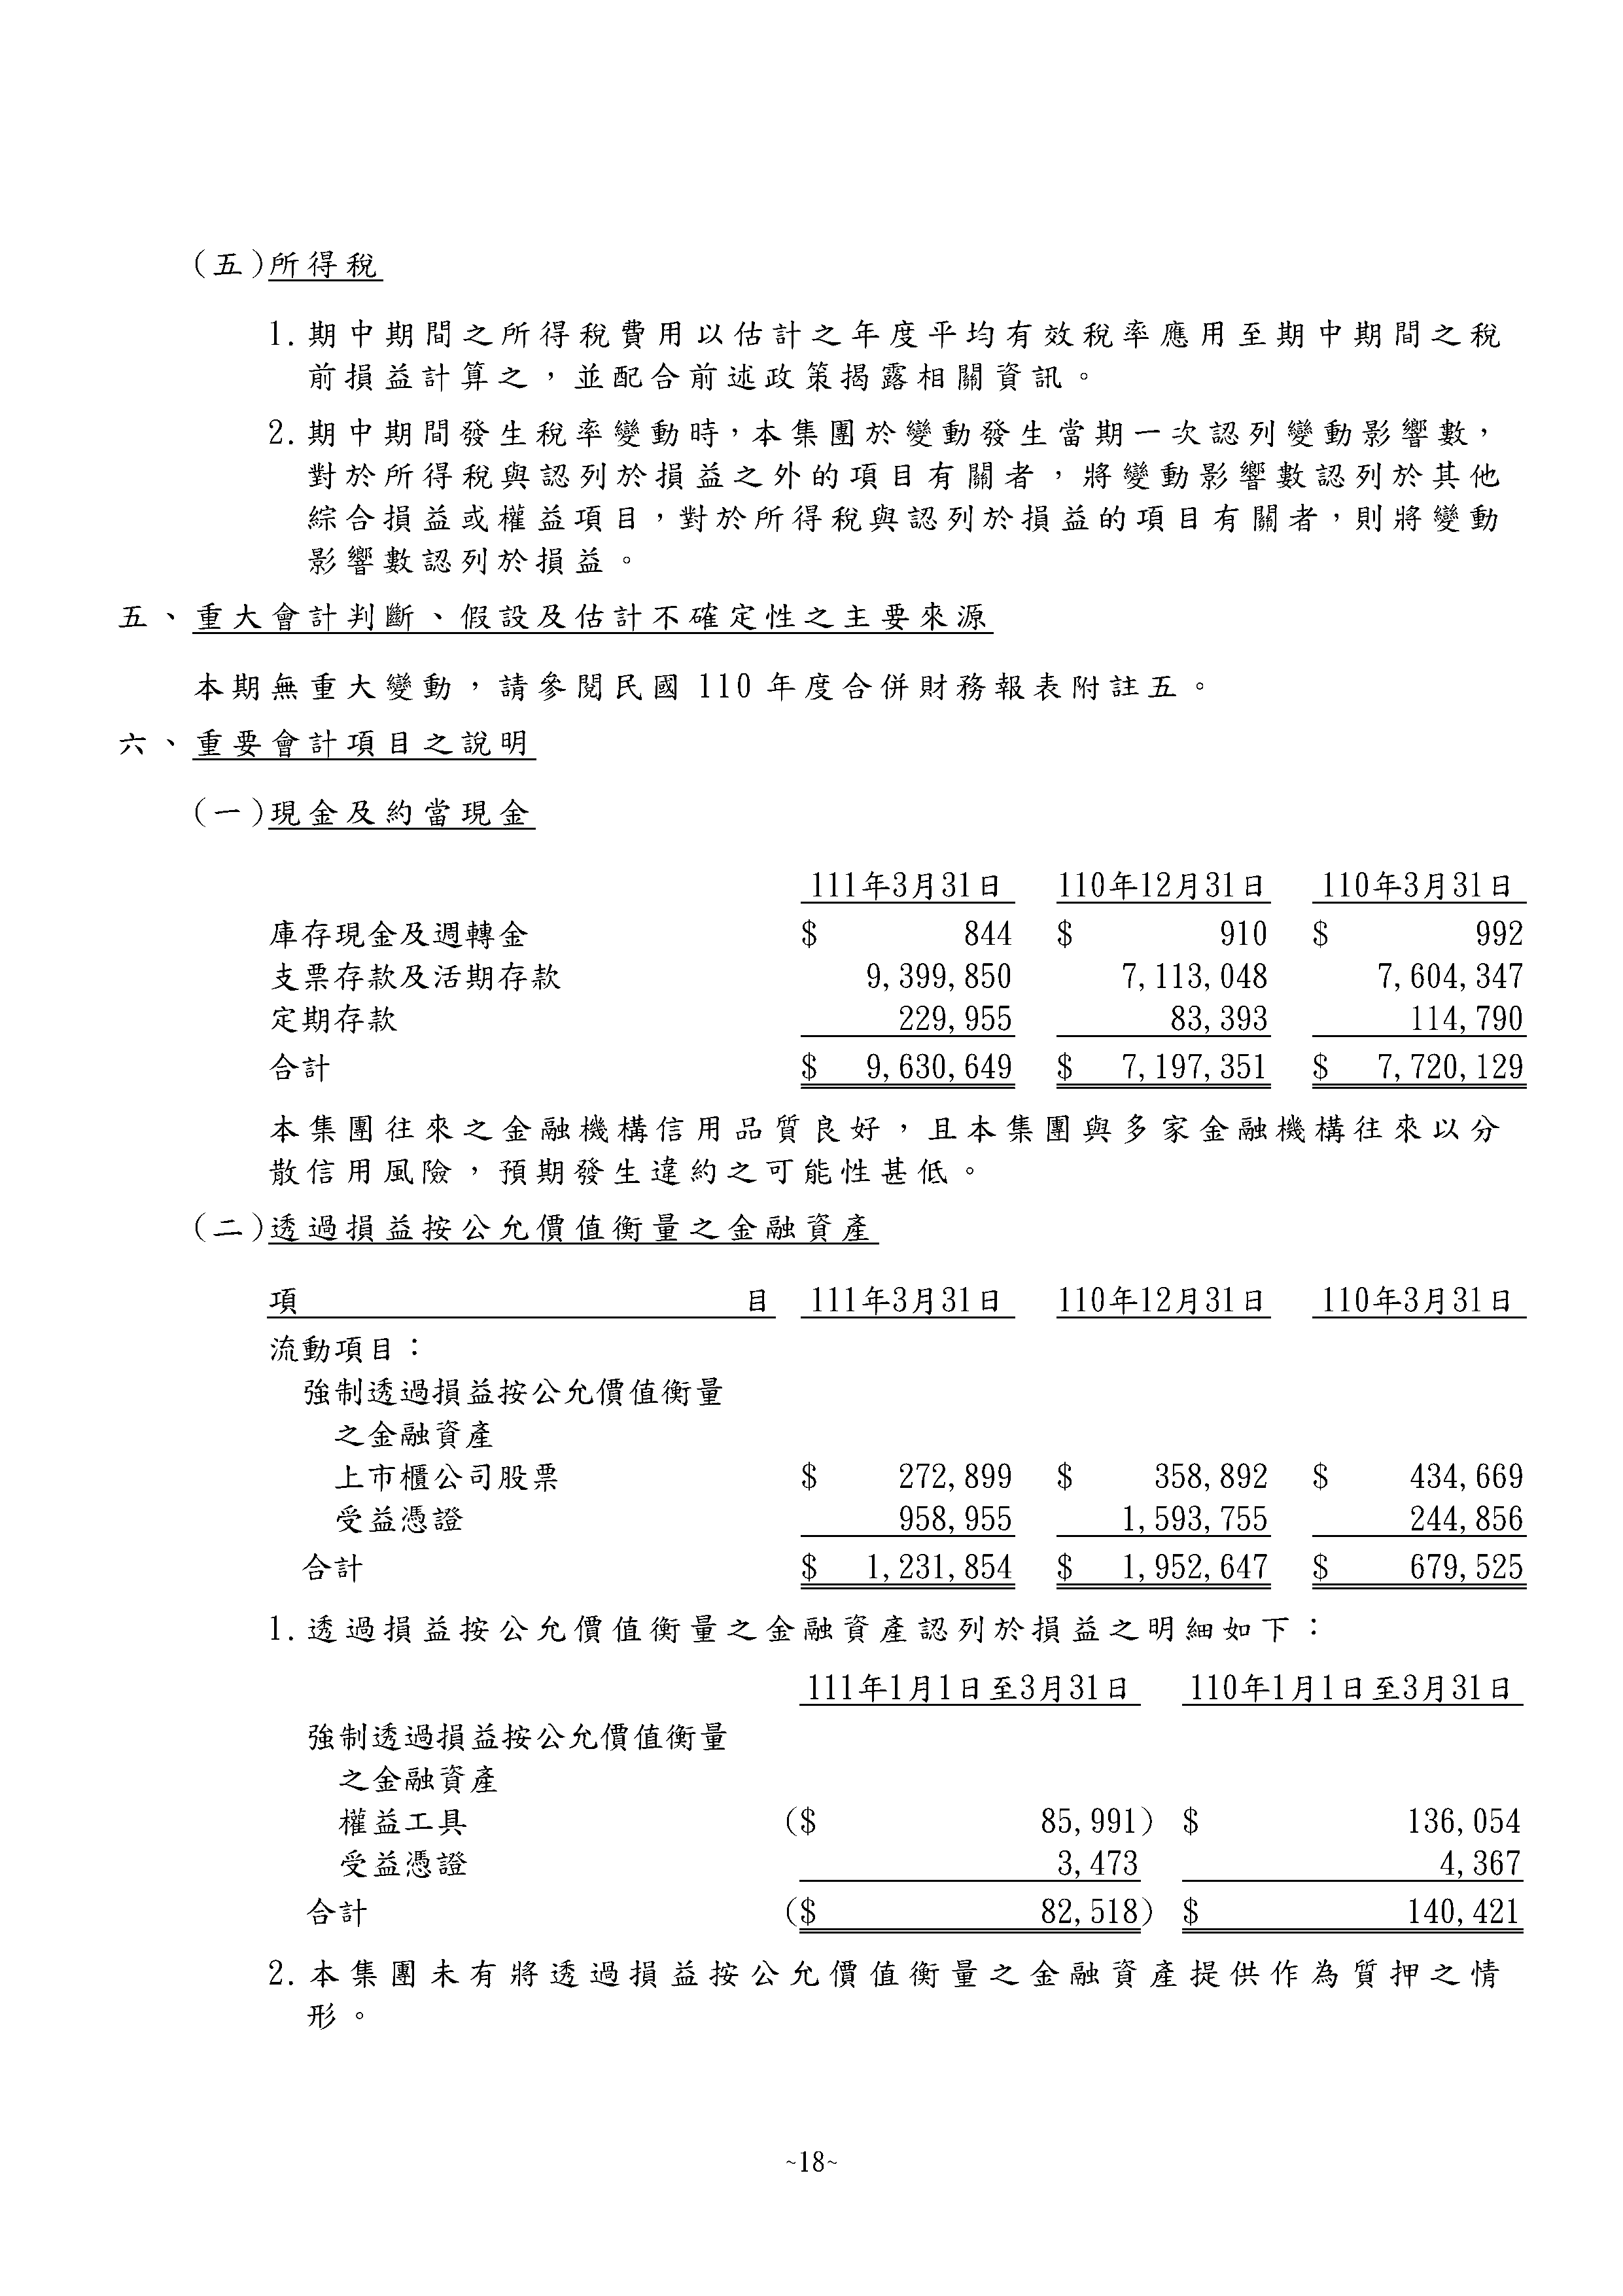 (五)所得稅
1.期中期間之所得稅費用以估計之年度平均有效稅率應用至期中期間之稅
前損益計算之，並配合前述政策揭露相關資訊。
2.期中期間發生稅率變動時，本集團於變動發生當期一次認列變動影響數，
對於所得稅與認列於損益之外的項目有關者，將變動影響數認列於其他
綜合損益或權益項目，對於所得稅與認列於損益的項目有關者，則將變動
影響數認列於損益。
五、重大會計判斷、假設及估計不確定性之主要來源
本期無重大變動，請參閱民國 110 年度合併財務報表附註五。
六、重要會計項目之說明
(一)現金及約當現金
111年3月31日 110年12月31日 110年3月31日
庫存現金及週轉金 $ 844 $ 910 $ 992
支票存款及活期存款 9,399,850 7,113,048 7,604,347
定期存款 229,955 83,393 114,790
合計 $ 9,630,649 $ 7,197,351 $ 7,720,129
本集團往來之金融機構信用品質良好，且本集團與多家金融機構往來以分
散信用風險，預期發生違約之可能性甚低。
(二)透過損益按公允價值衡量之金融資產
項 目 111年3月31日 110年12月31日 110年3月31日
流動項目：
強制透過損益按公允價值衡量
之金融資產
上市櫃公司股票 $ 272,899 $ 358,892 $ 434,669
受益憑證 958,955 1,593,755 244,856
合計 $ 1,231,854 $ 1,952,647 $ 679,525
1.透過損益按公允價值衡量之金融資產認列於損益之明細如下：
111年1月1日至3月31日 110年1月1日至3月31日
強制透過損益按公允價值衡量
之金融資產
權益工具 ($ 85,991) $ 136,054
受益憑證 3,473 4,367
合計 ($ 82,518) $ 140,421
2.本集團未有將透過損益按公允價值衡量之金融資產提供作為質押之情
形。
~18~